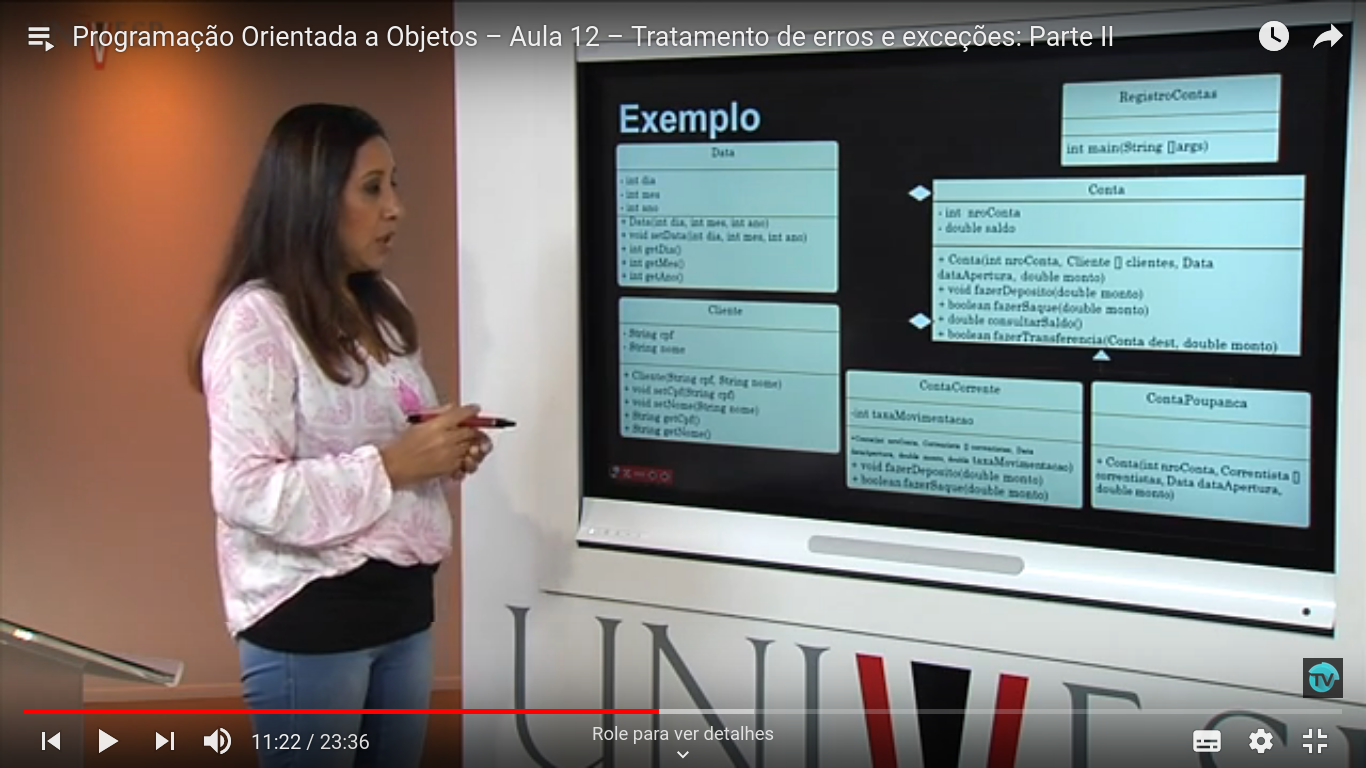 Programação Orientada a Objetos – Aula 12 – Tratamento de erros e exceções: Parte II
Exemplo
Data
- int dia
- int mes
- int ano
+ Data(int dia, int mes, int ano)
+ void setData(int dia, int mes, int ano)
+ int getDia()
+ int getMes()
+ int getAno()
Cliente
- String cpf
- String nome
+ Cliente(String cpf, String nome)
+ void setCpf(String cpf)
+ void setNome(String nome)
+ String getCpf()
+ String getNome()
RegistroContas
int main(String []args)
Conta
- int nroConta
- double saldo
+ Conta(int nroConta, Cliente [] clientes, Data
dataApertura, double monto)
+ void fazerDeposito(double monto)
+ boolean fazerSaque(double monto)
+ double consultarSaldo()
+ boolean fazerTransferencia(Conta dest, double monto)
ContaCorrente
-int taxaMovimentacao
+Conta(int nroConta, Correntista [] correntistas, Data
dataApertura, double monto, double taxaMovimentacao)
+ void fazerDeposito(double monto)
+ boolean fazerSaque(double monto)
ContaPoupanca
+ Conta(int nroConta, Correntista []
correntistas, Data dataApertura,
double monto)
UNIVES
TV
11:22 / 23:36
Role para ver detalhes